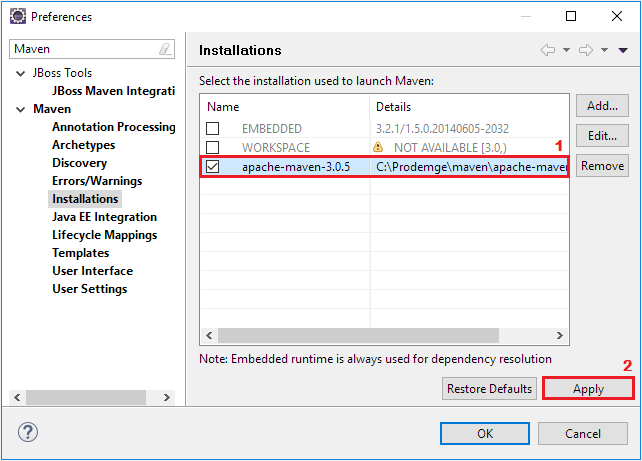 Preferences
Maven
JBoss Tools
JBoss Maven Integrati
Maven
Annotation Processing
Archetypes
Discovery
Errors/Warnings
Installations
Java EE Integration
Lifecycle Mappings
Templates
User Interface
User Settings
Installations
Select the installation used to launch Maven:
Name Details
EMBEDDED 3.2.1/1.5.0.20140605-2032
WORKSPACE NOT AVAILABLE [3.0,)
1
apache-maven-3.0.5 C:\Prodemge\maven\apache-maven
Add...
Edit...
Remove
Note: Embedded runtime is always used for dependency resolution
2
Restore Defaults Apply
? OK Cancel